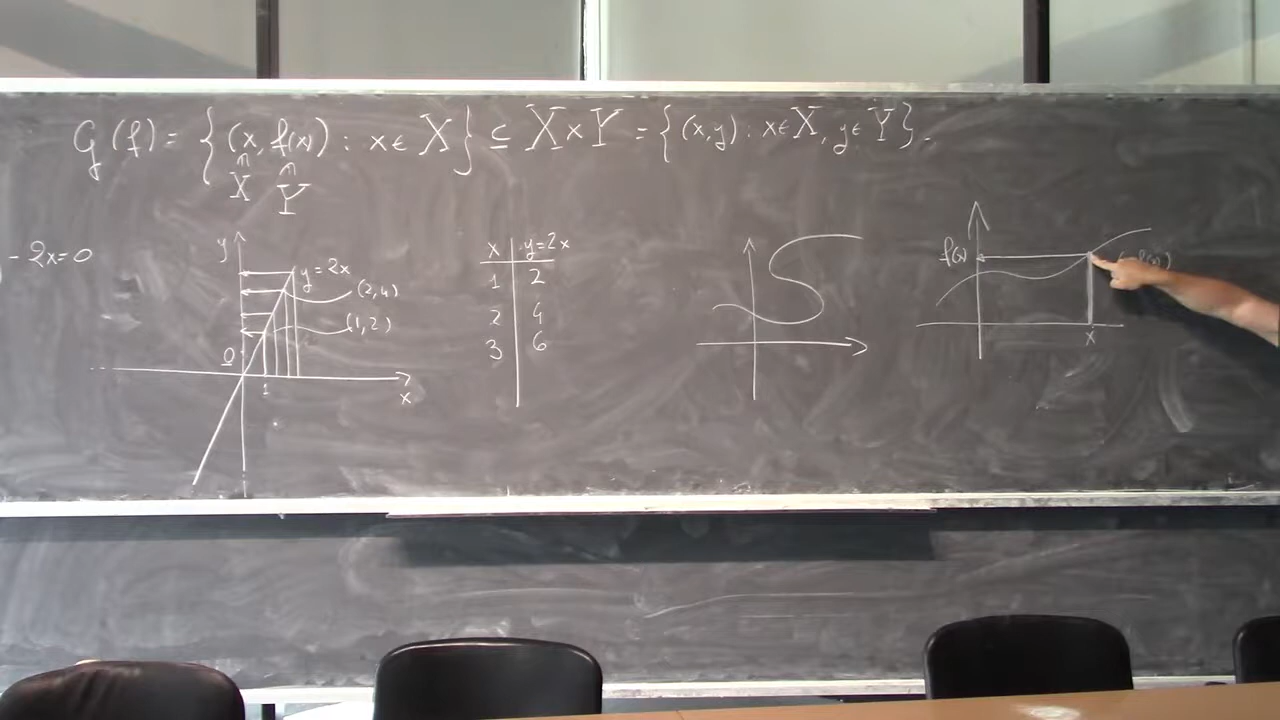 G(f) = { (x, f(x)) : x ∈ X } ⊆ X × Y = { (x,y) : x ∈ X, y ∈ Y }.
∩ ∩
X Y
- 2x=0
y
y = 2x
(2,4)
(1,2)
0
1
x
x y=2x
1 2
2 4
3 6
f(x)
x